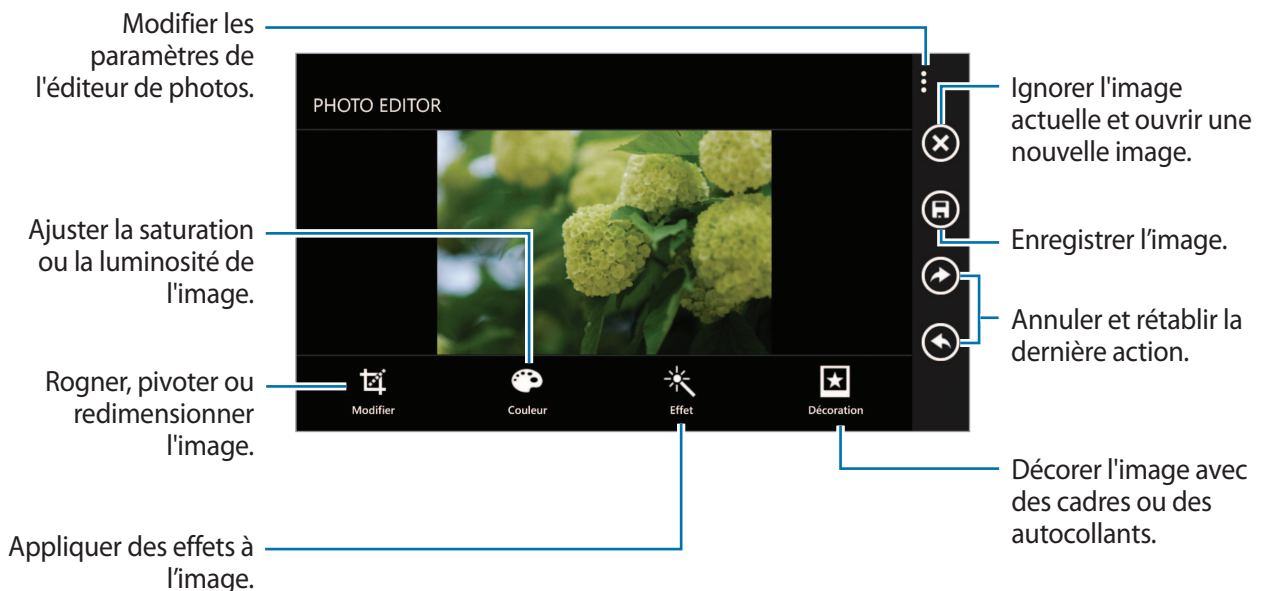 Modifier les
paramètres de
l'éditeur de photos.
PHOTO EDITOR
Ignorer l'image
actuelle et ouvrir une
nouvelle image.
Ajuster la saturation
ou la luminosité de
l'image.
Enregistrer l’image.
Annuler et rétablir la
dernière action.
Rogner, pivoter ou
redimensionner
l'image.
Modifier
Couleur
Effet
Décoration
Décorer l'image avec
des cadres ou des
autocollants.
Appliquer des effets à
l’image.